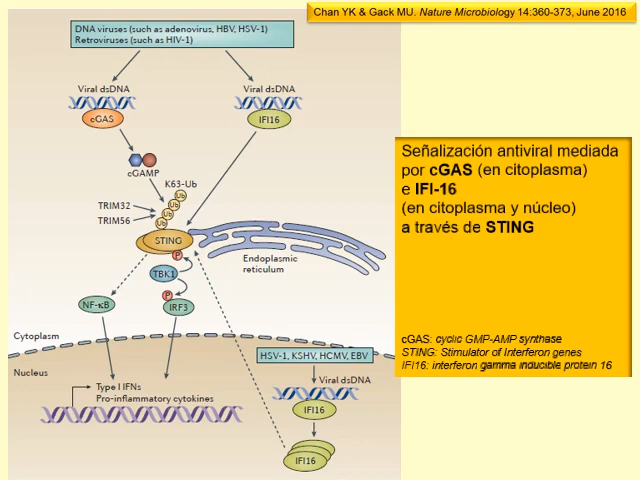 Chan YK & Gack MU. Nature Microbiology 14:360-373, June 2016
DNA viruses (such as adenovirus, HBV, HSV-1)
Retroviruses (such as HIV-1)
Viral dsDNA
Viral dsDNA
cGAS
IFI16
cGAMP
K63-Ub
Ub
Ub
Ub
Ub
TRIM32
TRIM56
STING
P
TBK1
P
Endoplasmic
reticulum
NF-κB
IRF3
Cytoplasm
Nucleus
HSV-1, KSHV, HCMV, EBV
Viral dsDNA
IFI16
IFI16
Type I IFNs
Pro-inflammatory cytokines
Señalización antiviral mediada
por cGAS (en citoplasma)
e IFI-16
(en citoplasma y núcleo)
a través de STING
cGAS: cyclic GMP-AMP synthase
STING: Stimulator of Interferon genes
IFI16: interferon gamma inducible protein 16